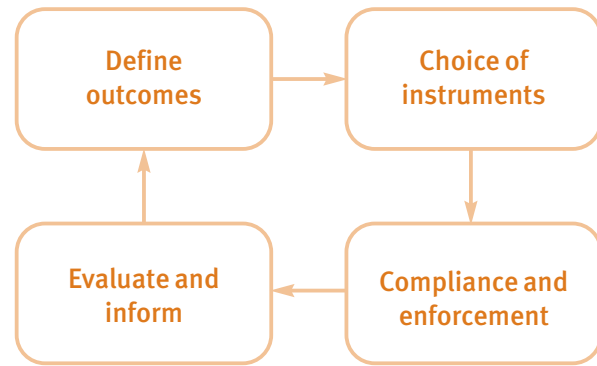 Define
outcomes
Choice of
instruments
Evaluate and
inform
Compliance and
enforcement